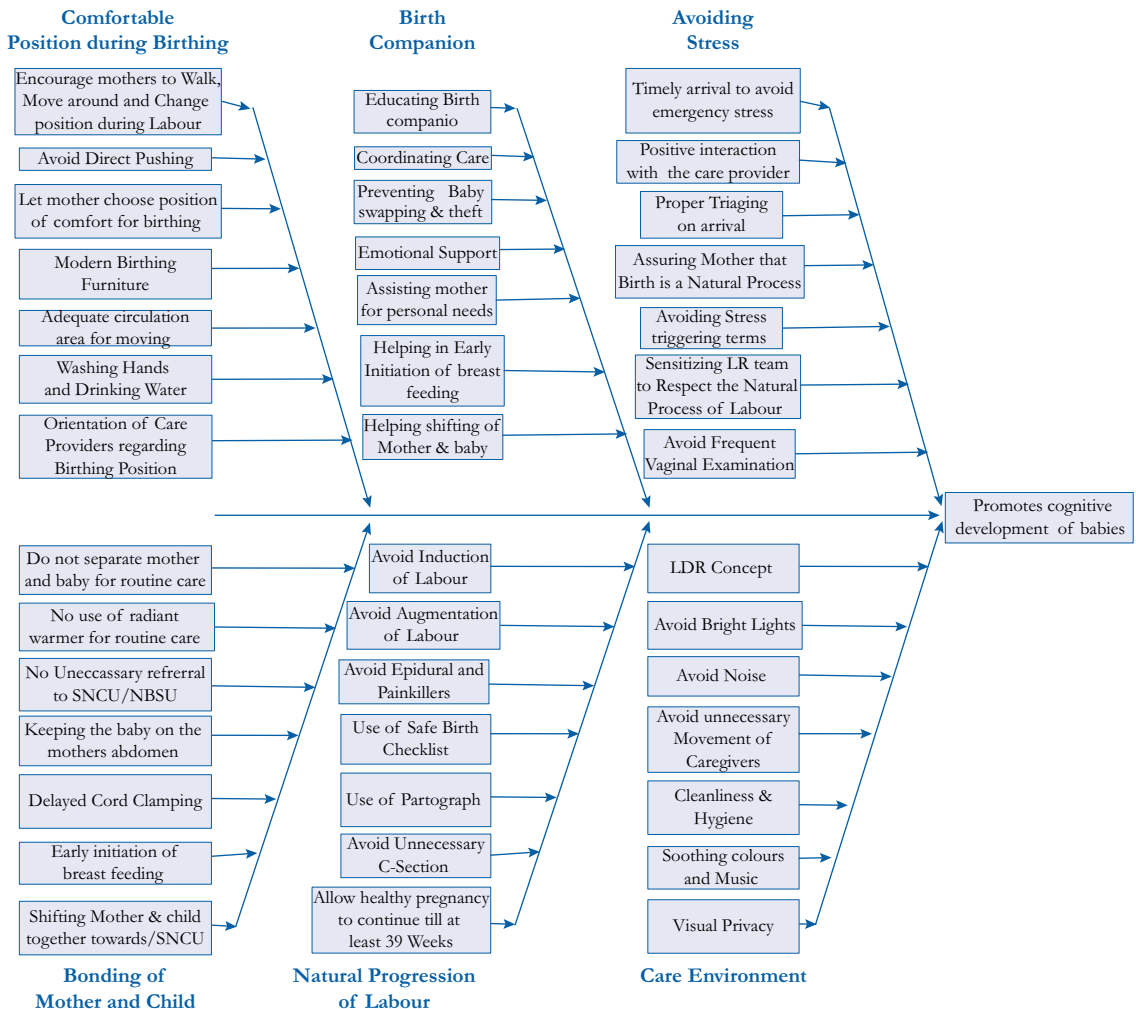 Comfortable
Position during Birthing
Encourage mothers to Walk,
Move around and Change
position during Labour
Avoid Direct Pushing
Let mother choose position
of comfort for birthing
Modern Birthing
Furniture
Adequate circulation
area for moving
Washing Hands
and Drinking Water
Orientation of Care
Providers regarding
Birthing Position
Birth
Companion
Educating Birth
companio
Coordinating Care
Preventing Baby
swapping & theft
Emotional Support
Assisting mother
for personal needs
Helping in Early
Initiation of breast
feeding
Helping shifting of
Mother & baby
Avoiding
Stress
Timely arrival to avoid
emergency stress
Positive interaction
with the care provider
Proper Triaging
on arrival
Assuring Mother that
Birth is a Natural Process
Avoiding Stress
triggering terms
Sensitizing LR team
to Respect the Natural
Process of Labour
Avoid Frequent
Vaginal Examination
Promotes cognitive
development of babies
Do not separate mother
and baby for routine care
No use of radiant
warmer for routine care
No Uneccassary refrerral
to SNCU/NBSU
Keeping the baby on the
mothers abdomen
Delayed Cord Clamping
Early initiation of
breast feeding
Shifting Mother & child
together towards/SNCU
Bonding of
Mother and Child
Avoid Induction
of Labour
Avoid Augmentation
of Labour
Avoid Epidural and
Painkillers
Use of Safe Birth
Checklist
Use of Partograph
Avoid Unnecessary
C-Section
Allow healthy pregnancy
to continue till at
least 39 Weeks
Natural Progression
of Labour
LDR Concept
Avoid Bright Lights
Avoid Noise
Avoid unnecessary
Movement of
Caregivers
Cleanliness &
Hygiene
Soothing colours
and Music
Visual Privacy
Care Environment